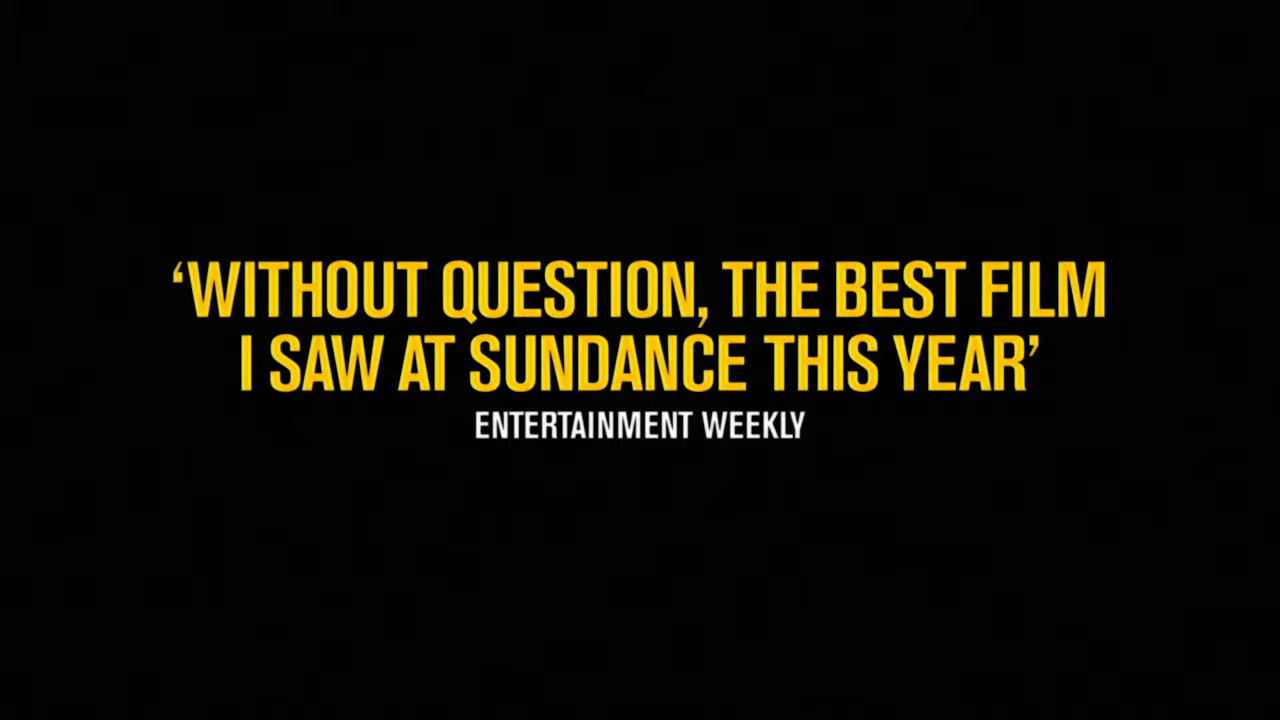 ‘WITHOUT QUESTION, THE BEST FILM
I SAW AT SUNDANCE THIS YEAR’
ENTERTAINMENT WEEKLY